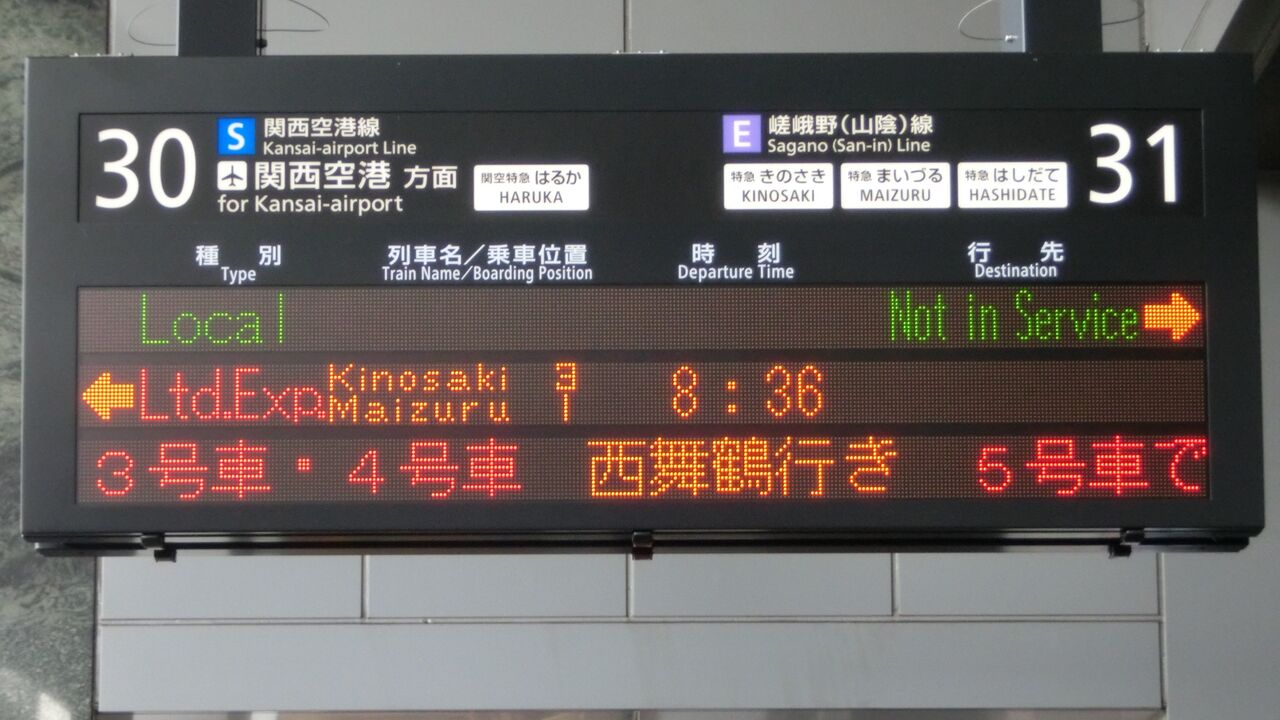 30
S 関西空港線
Kansai-airport Line
関西空港 方面
for Kansai-airport
関空特急 はるか
HARUKA
E 嵯峨野(山陰)線
Sagano (San-in) Line
特急 きのさき
KINOSAKI
特急 まいづる
MAIZURU
特急 はしだて
HASHIDATE
31
種別 列車名/乗車位置 時刻 行先
Type Train Name/Boarding Position Departure Time Destination
Local Not in Service →
← Ltd.Exp. Kinosaki 3 8:36
Maizuru 1
3号車・4号車 西舞鶴行き 5号車で